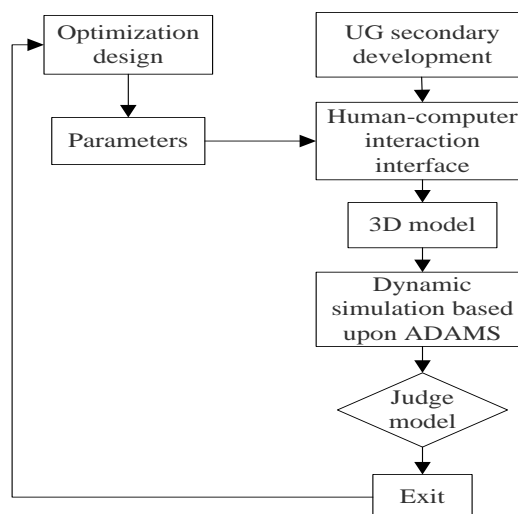 Optimization
design
UG secondary
development
Parameters
Human-computer
interaction
interface
3D model
Dynamic
simulation based
upon ADAMS
Judge
model
Exit